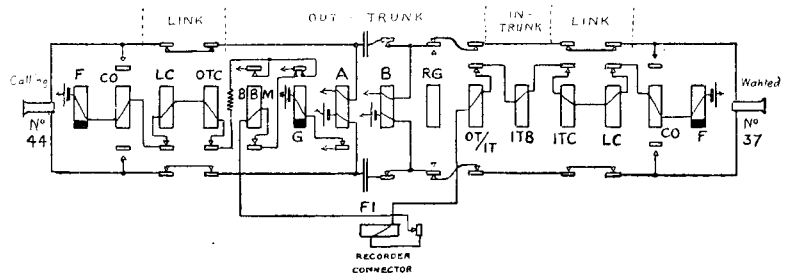 LINK
OUT - TRUNK
IN-
TRUNK
LINK
Calling
Wanted
F
CO
LC
OTC
B
B
M
G
A
B
RG
OT/
IT
ITB
ITC
LC
CO
F
Nº
44
Nº
37
F1
RECORDER
CONNECTOR